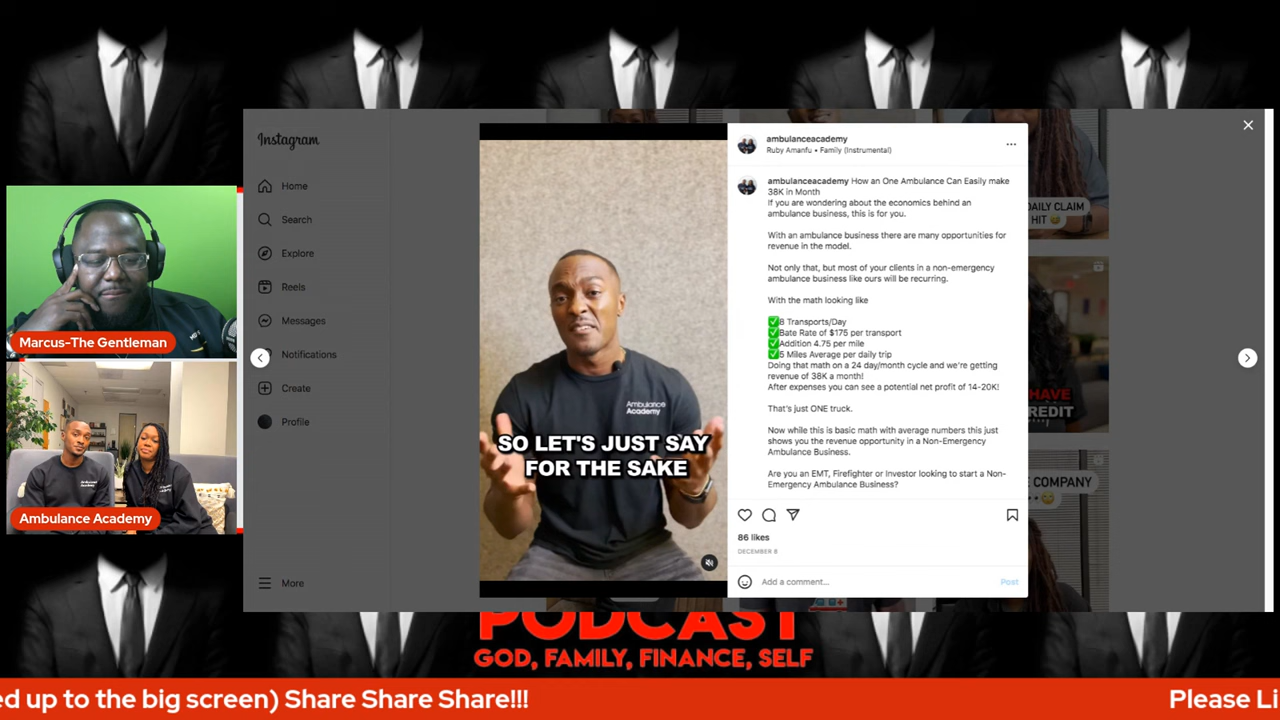 Instagram
Home
Search
Explore
Reels
Messages
Notifications
Create
Profile
More
Marcus-The Gentleman
Ambulance Academy
Ambulance
Academy
SO LET'S JUST SAY
FOR THE SAKE
ambulanceacademy
Ruby Amanfu • Family (Instrumental)
ambulanceacademy How an One Ambulance Can Easily make
38K in Month
If you are wondering about the economics behind an
ambulance business, this is for you.
With an ambulance business there are many opportunities for
revenue in the model.
Not only that, but most of your clients in a non-emergency
ambulance business like ours will be recurring.
With the math looking like
✅8 Transports/Day
✅Bate Rate of $175 per transport
✅Addition 4.75 per mile
✅5 Miles Average per daily trip
Doing that math on a 24 day/month cycle and we're getting
revenue of 38K a month!
After expenses you can see a potential net profit of 14-20K!
That's just ONE truck.
Now while this is basic math with average numbers this just
shows you the revenue opportunity in a Non-Emergency
Ambulance Business.
Are you an EMT, Firefighter or Investor looking to start a Non-
Emergency Ambulance Business?
86 likes
DECEMBER 8
Add a comment...
Post
DAILY CLAIM
HIT
HAVE
REDIT
E COMPANY
PODCAST
GOD, FAMILY, FINANCE, SELF
ed up to the big screen) Share Share Share!!!
Please Li